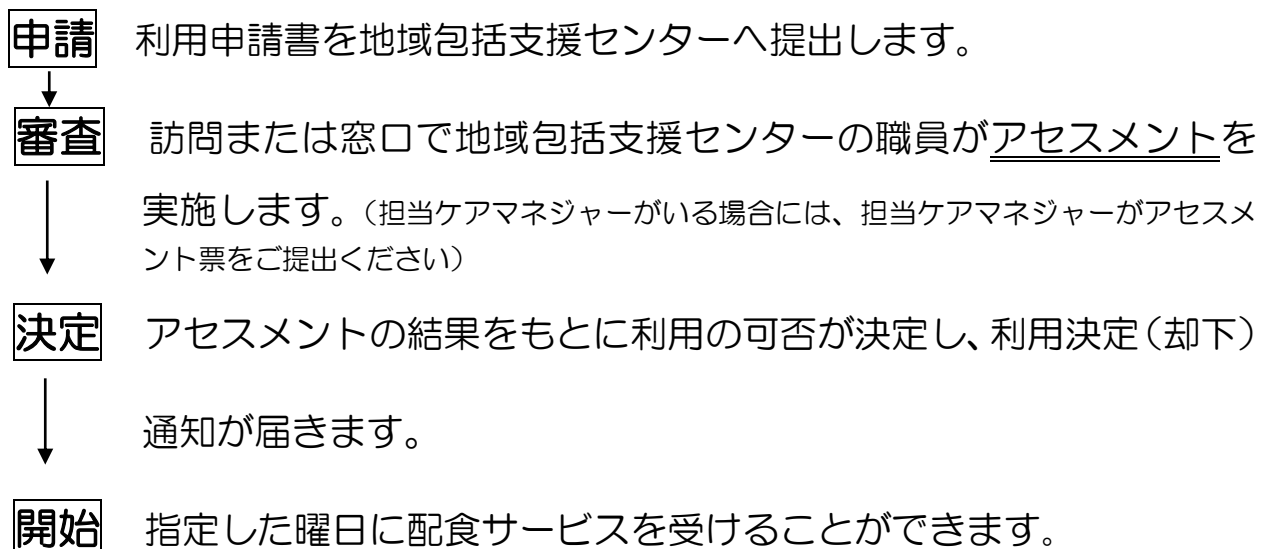 申請 利用申請書を地域包括支援センターへ提出します。
審査 訪問または窓口で地域包括支援センターの職員がアセスメントを
実施します。（担当ケアマネジャーがいる場合には、担当ケアマネジャーがアセスメ
ント票をご提出ください）
決定 アセスメントの結果をもとに利用の可否が決定し、利用決定（却下）
通知が届きます。
開始 指定した曜日に配食サービスを受けることができます。